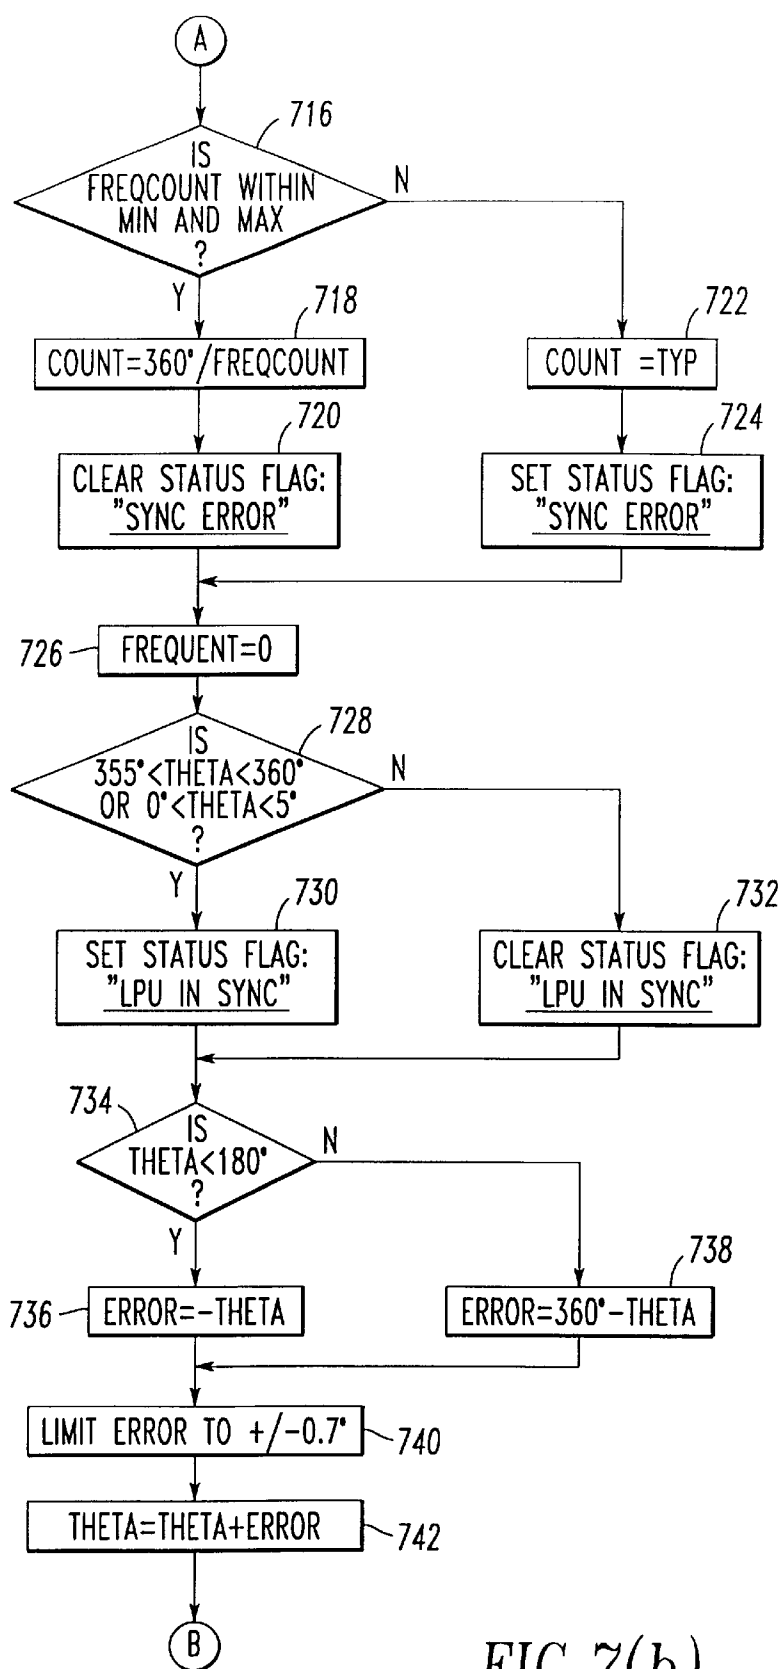 A
716
IS
FREQCOUNT WITHIN
MIN AND MAX
?
N
Y
718
COUNT=360°/FREQCOUNT
722
COUNT =TYP
720
CLEAR STATUS FLAG:
"SYNC ERROR"
724
SET STATUS FLAG:
"SYNC ERROR"
726
FREQUENT=0
728
IS
355°<THETA<360°
OR 0°<THETA<5°
?
N
Y
730
SET STATUS FLAG:
"LPU IN SYNC"
732
CLEAR STATUS FLAG:
"LPU IN SYNC"
734
IS
THETA<180°
?
N
Y
736
ERROR=-THETA
738
ERROR=360°-THETA
LIMIT ERROR TO +/-0.7°
740
THETA=THETA+ERROR
742
B
FIG. 7(b)